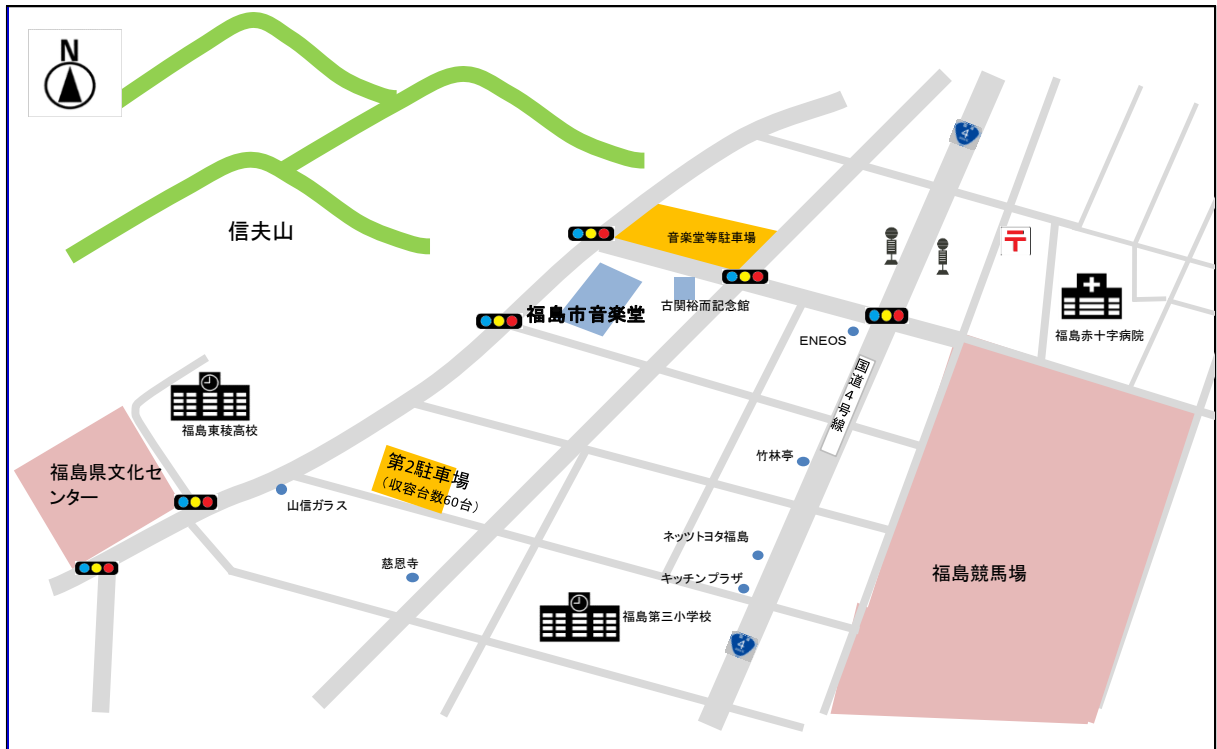 N
4
信夫山
音楽堂等駐車場
〒
福島市音楽堂
古関裕而記念館
ENEOS
福島赤十字病院
国道4号線
福島東稜高校
福島県文化セ
ンター
第2駐車場
（収容台数60台）
竹林亭
山信ガラス
ネッツトヨタ福島
慈恩寺
キッチンプラザ
福島競馬場
福島第三小学校
4